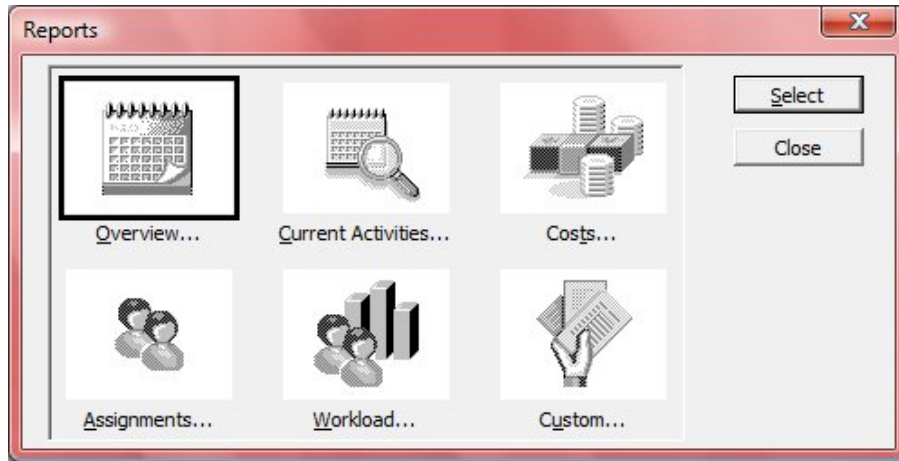 Reports
Select
Close
Overview...
Current Activities...
Costs...
Assignments...
Workload...
Custom...